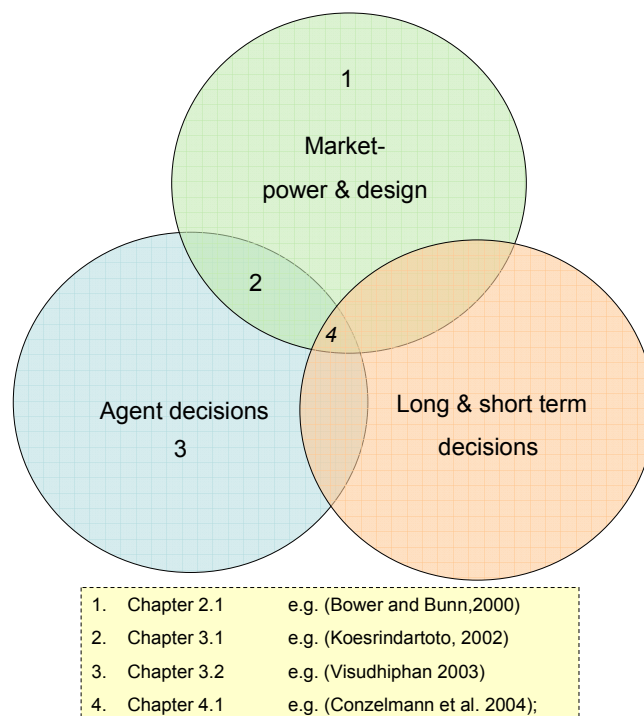 1
Market-
power & design
2
4
Agent decisions
3
Long & short term
decisions
1. Chapter 2.1 e.g. (Bower and Bunn,2000)
2. Chapter 3.1 e.g. (Koesrindartoto, 2002)
3. Chapter 3.2 e.g. (Visudhiphan 2003)
4. Chapter 4.1 e.g. (Conzelmann et al. 2004);